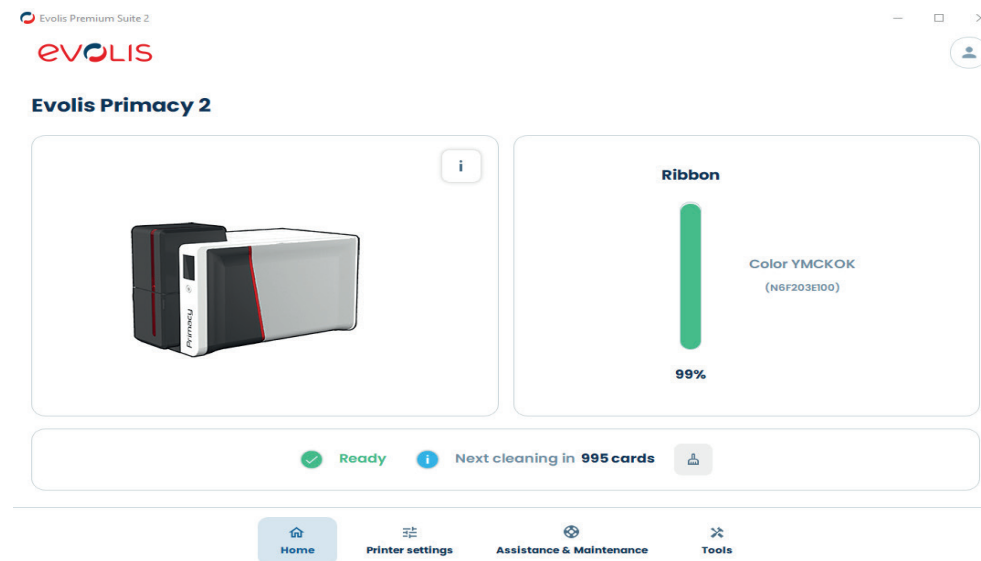 Evolis Premium Suite 2
evolis
Evolis Primacy 2
i
Primacy
Ribbon
Color YMCKOK
(N6F203E100)
99%
Ready
i
Next cleaning in 995 cards
Home
Printer settings
Assistance & Maintenance
Tools